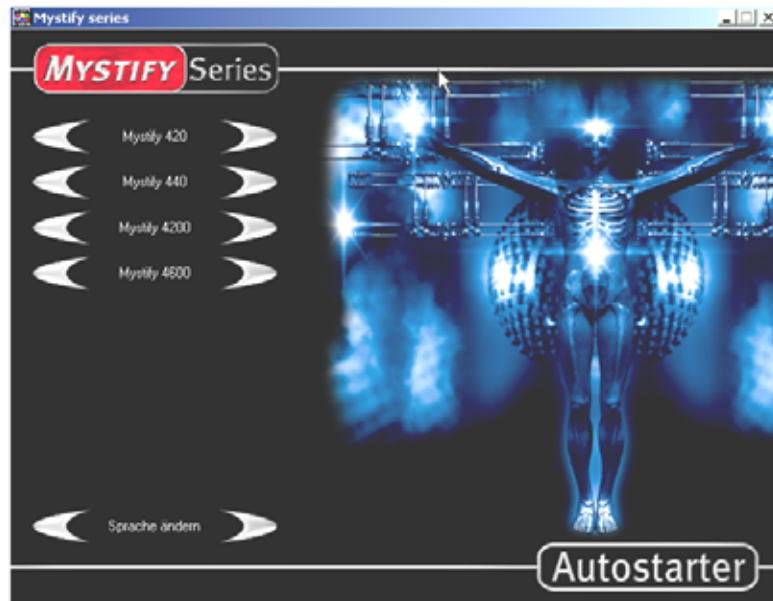 Mystify series
MYSTIFY Series
Mystify 420
Mystify 440
Mystify 4200
Mystify 4600
Sprache ändern
Autostarter